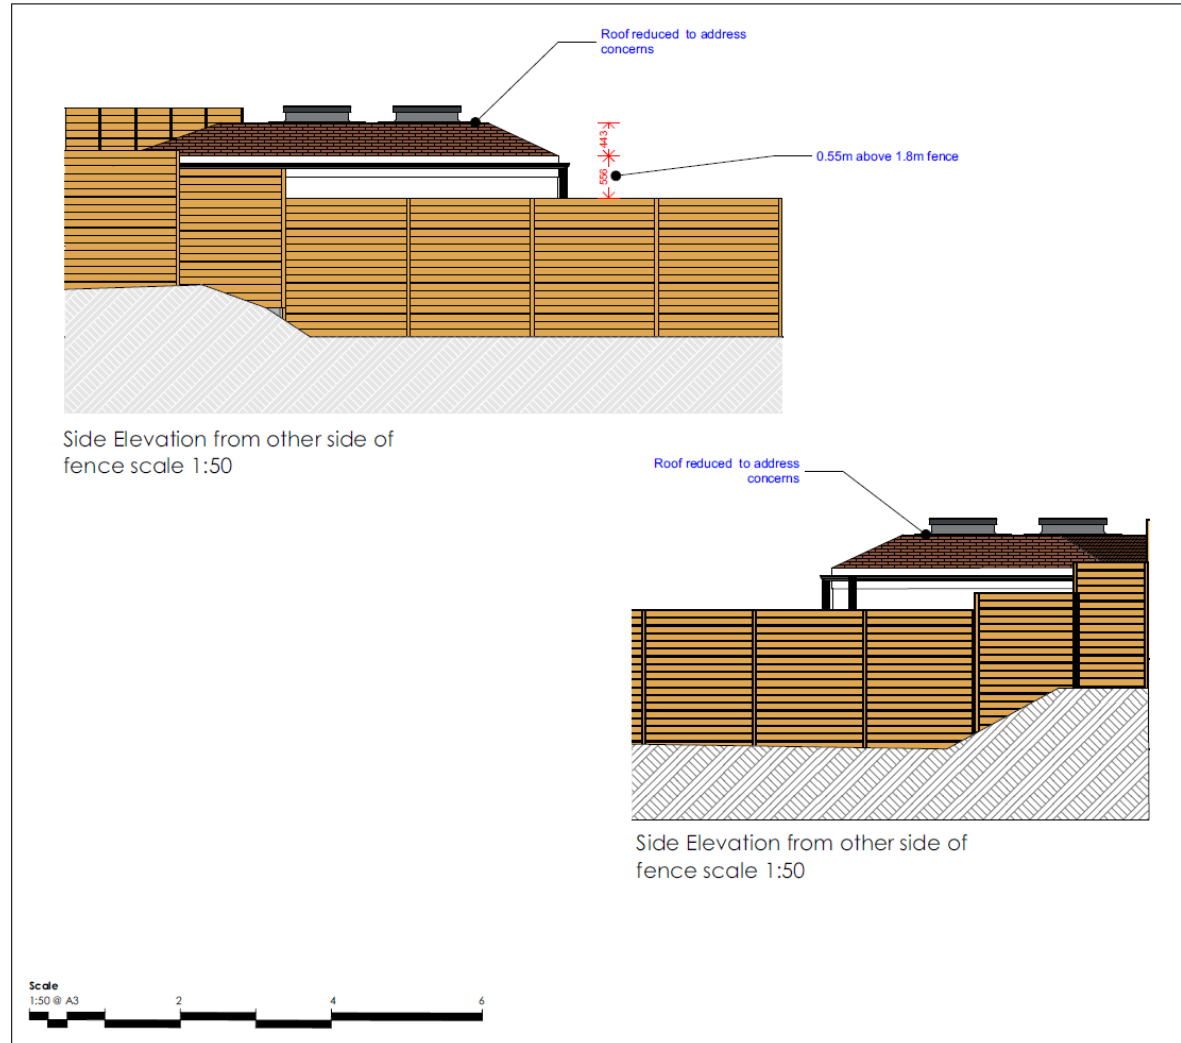 Roof reduced to address
concerns
443
556
0.55m above 1.8m fence
Side Elevation from other side of
fence scale 1:50
Roof reduced to address
concerns
Side Elevation from other side of
fence scale 1:50
Scale
1:50 @ A3 2 4 6